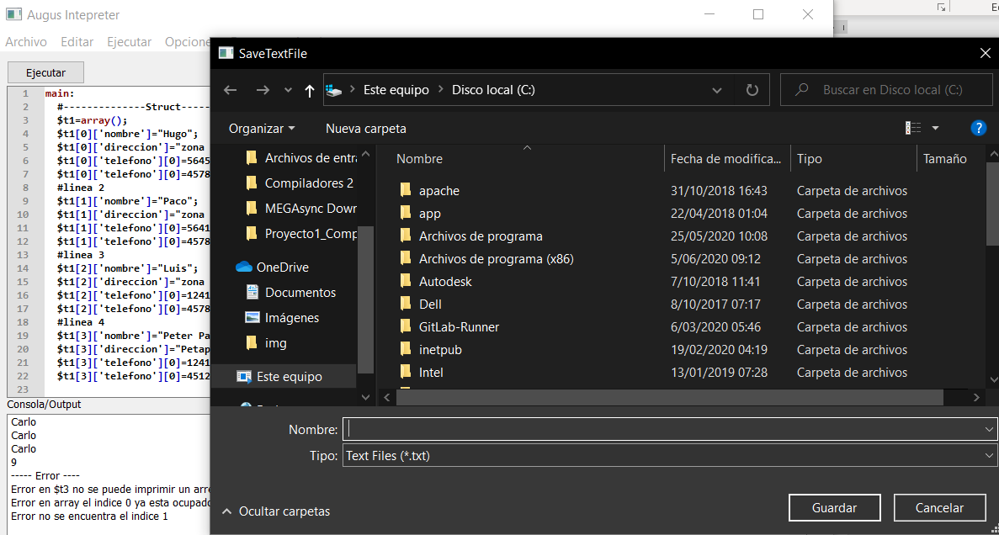 Augus Intepreter
Archivo Editar Ejecutar Opcione
Ejecutar
1 main:
2 #--------------Struct-----
3 $t1=array();
4 $t1[0]['nombre']="Hugo";
5 $t1[0]['direccion']="zona
6 $t1[0]['telefono'][0]=5645
7 $t1[0]['telefono'][0]=4578
8 #linea 2
9 $t1[1]['nombre']="Paco";
10 $t1[1]['direccion']="zona
11 $t1[1]['telefono'][0]=5641
12 $t1[1]['telefono'][0]=4578
13 #linea 3
14 $t1[2]['nombre']="Luis";
15 $t1[2]['direccion']="zona
16 $t1[2]['telefono'][0]=1241
17 $t1[2]['telefono'][0]=4578
18 #linea 4
19 $t1[3]['nombre']="Peter Pa
20 $t1[3]['direccion']="Petap
21 $t1[3]['telefono'][0]=1241
22 $t1[3]['telefono'][0]=4512
23
Consola/Output
Carlo
Carlo
Carlo
9
----- Error ----
Error en $t3 no se puede imprimir un arre
Error en array el indice 0 ya esta ocupado
Error no se encuentra el indice 1
SaveTextFile
Este equipo Disco local (C:)
Buscar en Disco local (C:)
Organizar Nueva carpeta
?
Archivos de entra
Compiladores 2
MEGAsync Down
Proyecto1_Comp
OneDrive
Documentos
Imágenes
img
Este equipo
Nombre Fecha de modifica... Tipo Tamaño
apache 31/10/2018 16:43 Carpeta de archivos
app 22/04/2018 01:04 Carpeta de archivos
Archivos de programa 25/05/2020 10:08 Carpeta de archivos
Archivos de programa (x86) 5/06/2020 09:12 Carpeta de archivos
Autodesk 7/10/2018 11:41 Carpeta de archivos
Dell 8/10/2017 07:17 Carpeta de archivos
GitLab-Runner 6/03/2020 05:46 Carpeta de archivos
inetpub 19/02/2020 04:19 Carpeta de archivos
Intel 13/01/2019 07:28 Carpeta de archivos
Nombre:
Tipo: Text Files (*.txt)
Ocultar carpetas
Guardar Cancelar